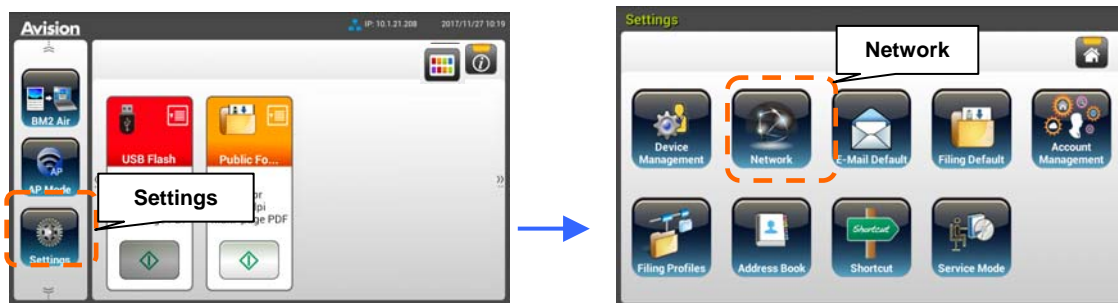 Avision
IP: 10.1.21.208 2017/11/27 10:19
BM2 Air
AP Mode
Settings
USB Flash
Public Fo...
PDF
Settings
Settings
Network
Device
Management
Network
E-Mail Default
Filing Default
Account
Management
Filing Profiles
Address Book
Shortcut
Shortcut
Service Mode